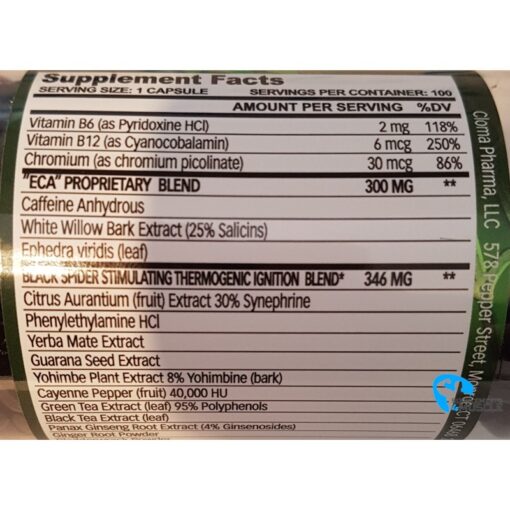 Supplement Facts
SERVING SIZE: 1 CAPSULE SERVINGS PER CONTAINER: 100
AMOUNT PER SERVING %DV
Vitamin B6 (as Pyridoxine HCl) 2 mg 118%
Vitamin B12 (as Cyanocobalamin) 6 mcg 250%
Chromium (as chromium picolinate) 30 mcg 86%
"ECA" PROPRIETARY BLEND 300 MG **
Caffeine Anhydrous
White Willow Bark Extract (25% Salicins)
Ephedra viridis (leaf)
BLACK SPIDER STIMULATING THERMOGENIC IGNITION BLEND* 346 MG **
Citrus Aurantium (fruit) Extract 30% Synephrine
Phenylethylamine HCl
Yerba Mate Extract
Guarana Seed Extract
Yohimbe Plant Extract 8% Yohimbine (bark)
Cayenne Pepper (fruit) 40,000 HU
Green Tea Extract (leaf) 95% Polyphenols
Black Tea Extract (leaf)
Panax Ginseng Root Extract (4% Ginsenosides)
Ginger Root Powder
Cloma Pharma, LLC 578 Pepper Street,